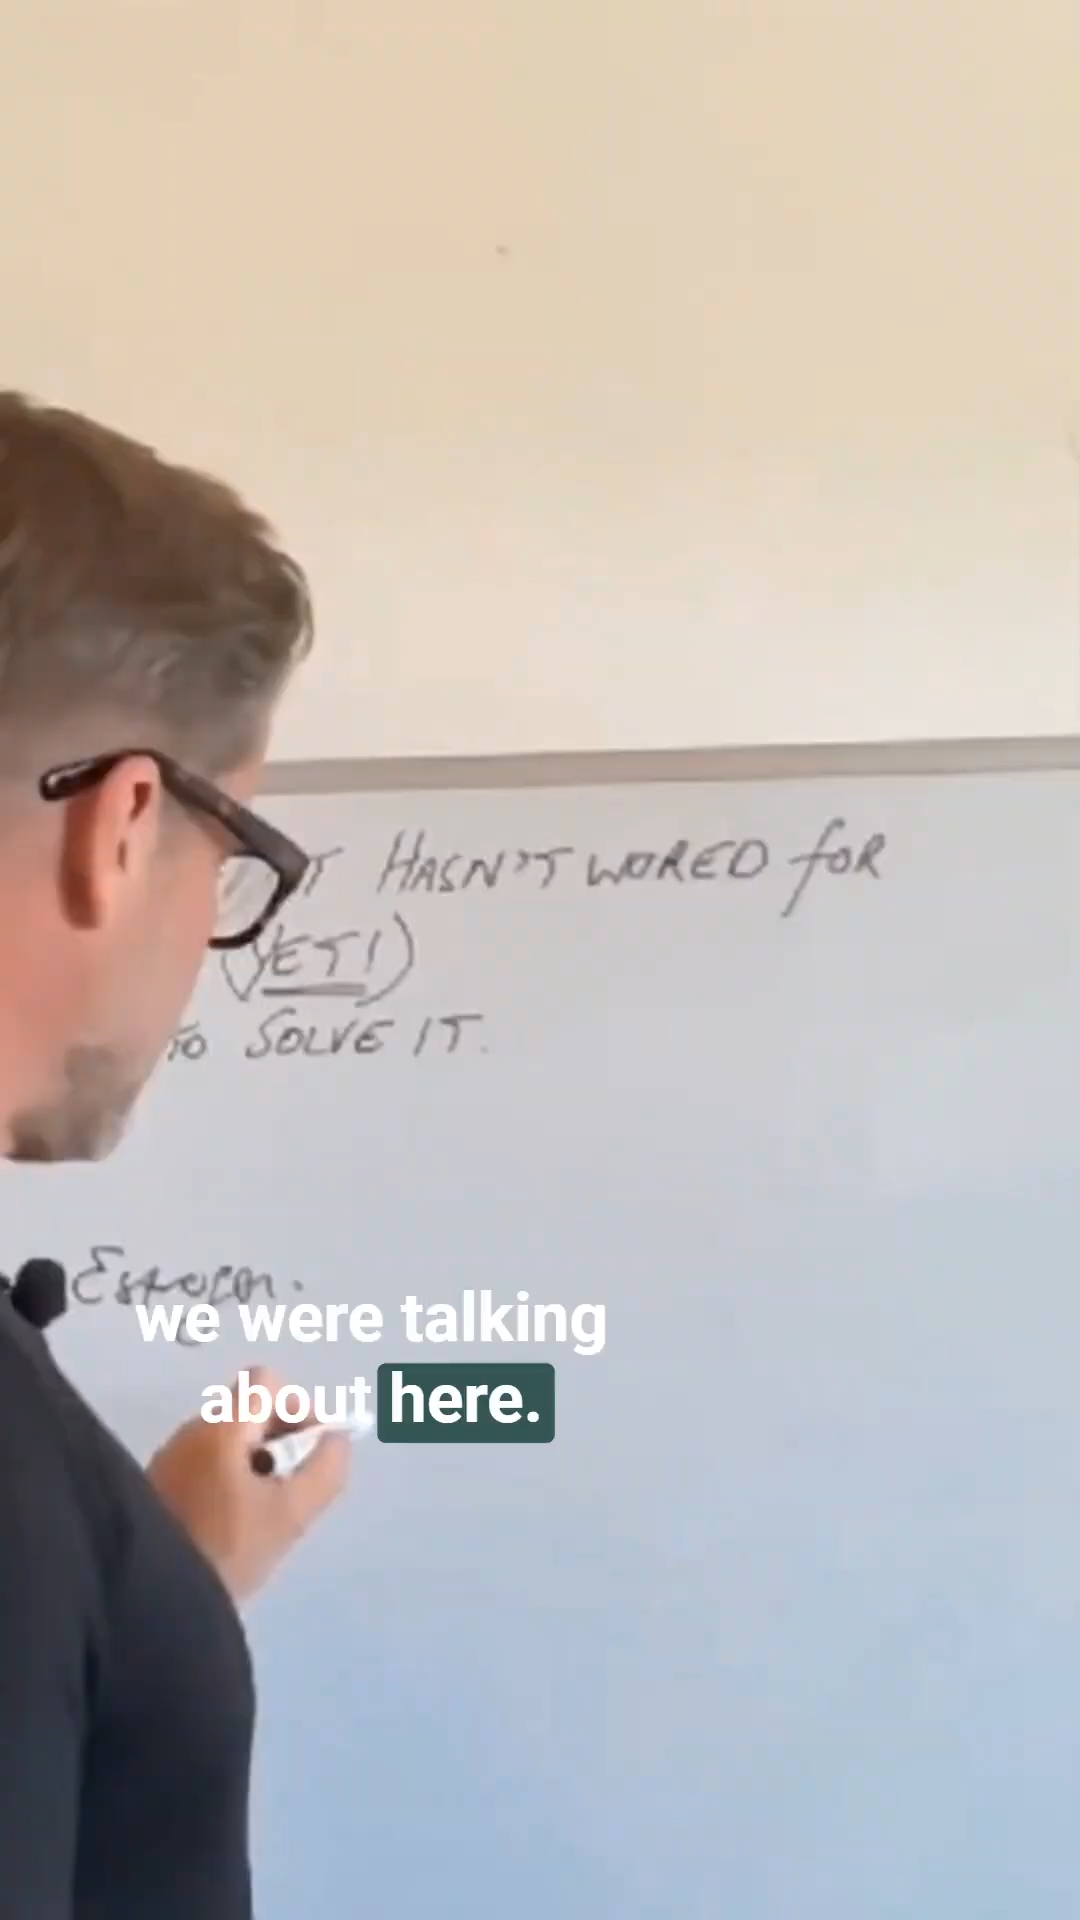 HASN'T WORED for
(YET!)
TO SOLVE IT.
we were talking
about here.